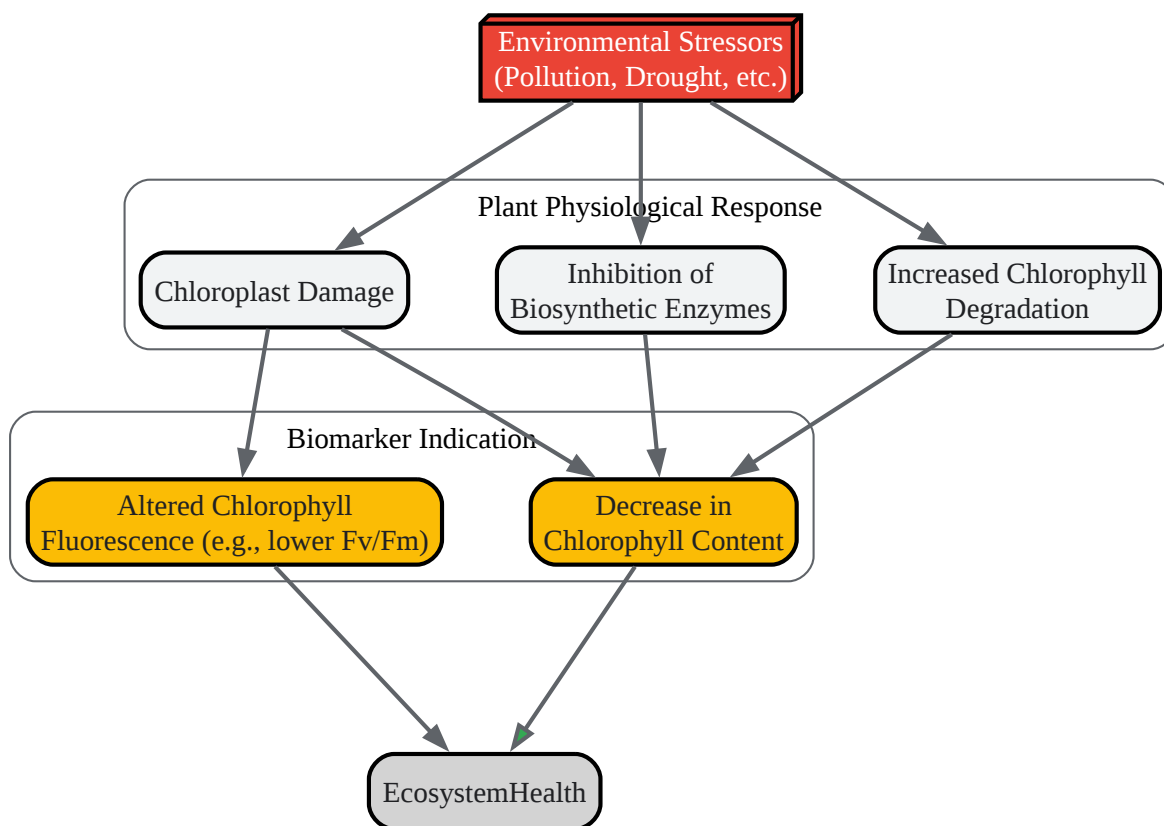 Environmental Stressors
(Pollution, Drought, etc.)
Plant Physiological Response
Chloroplast Damage
Inhibition of
Biosynthetic Enzymes
Increased Chlorophyll
Degradation
Biomarker Indication
Altered Chlorophyll
Fluorescence (e.g., lower Fv/Fm)
Decrease in
Chlorophyll Content
EcosystemHealth